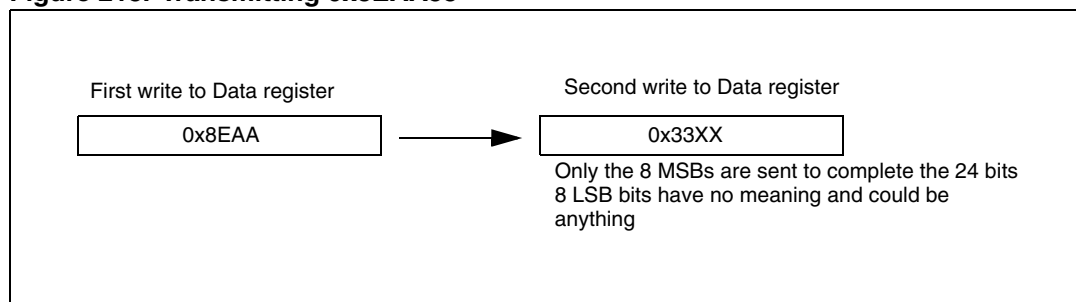 First write to Data register
Second write to Data register
0x8EAA
0x33XX
Only the 8 MSBs are sent to complete the 24 bits
8 LSB bits have no meaning and could be
anything